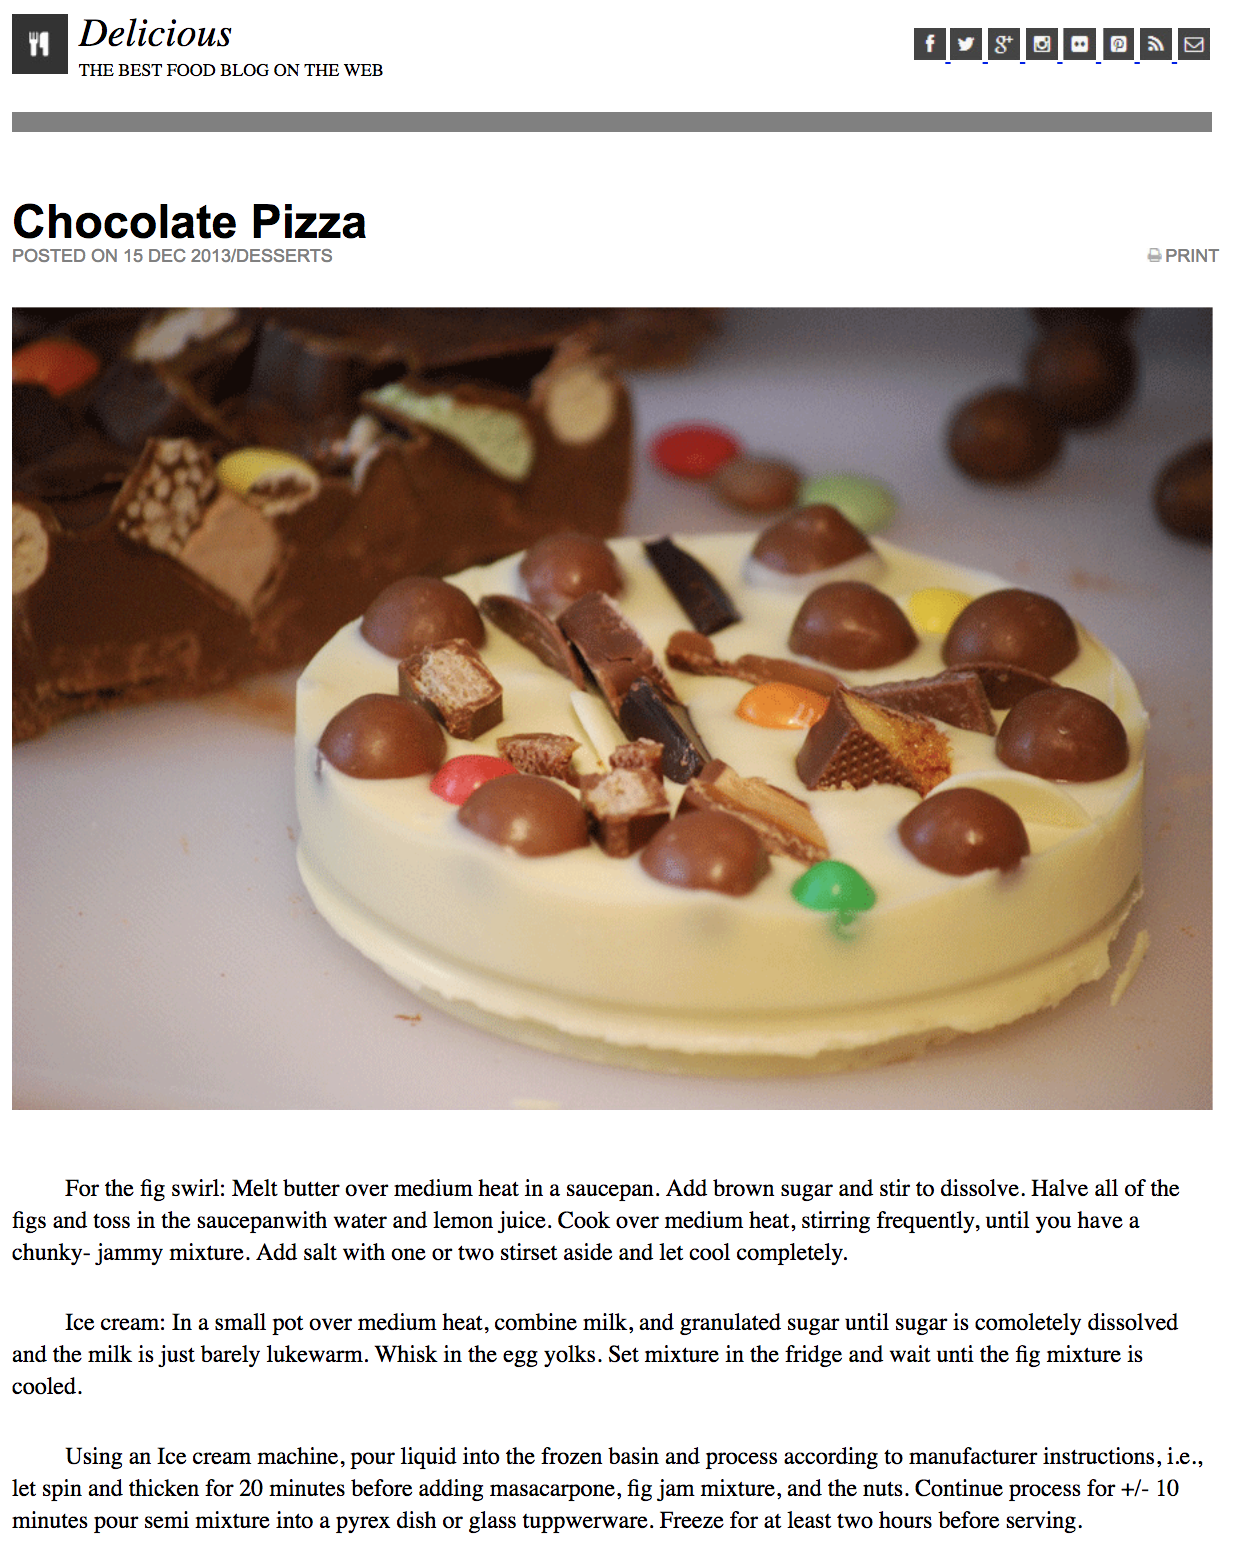 Delicious
THE BEST FOOD BLOG ON THE WEB
Chocolate Pizza
POSTED ON 15 DEC 2013/DESSERTS
PRINT
For the fig swirl: Melt butter over medium heat in a saucepan. Add brown sugar and stir to dissolve. Halve all of the
figs and toss in the saucepanwith water and lemon juice. Cook over medium heat, stirring frequently, until you have a
chunky- jammy mixture. Add salt with one or two stirset aside and let cool completely.
Ice cream: In a small pot over medium heat, combine milk, and granulated sugar until sugar is comoletely dissolved
and the milk is just barely lukewarm. Whisk in the egg yolks. Set mixture in the fridge and wait unti the fig mixture is
cooled.
Using an Ice cream machine, pour liquid into the frozen basin and process according to manufacturer instructions, i.e.,
let spin and thicken for 20 minutes before adding masacarpone, fig jam mixture, and the nuts. Continue process for +/- 10
minutes pour semi mixture into a pyrex dish or glass tuppwerware. Freeze for at least two hours before serving.